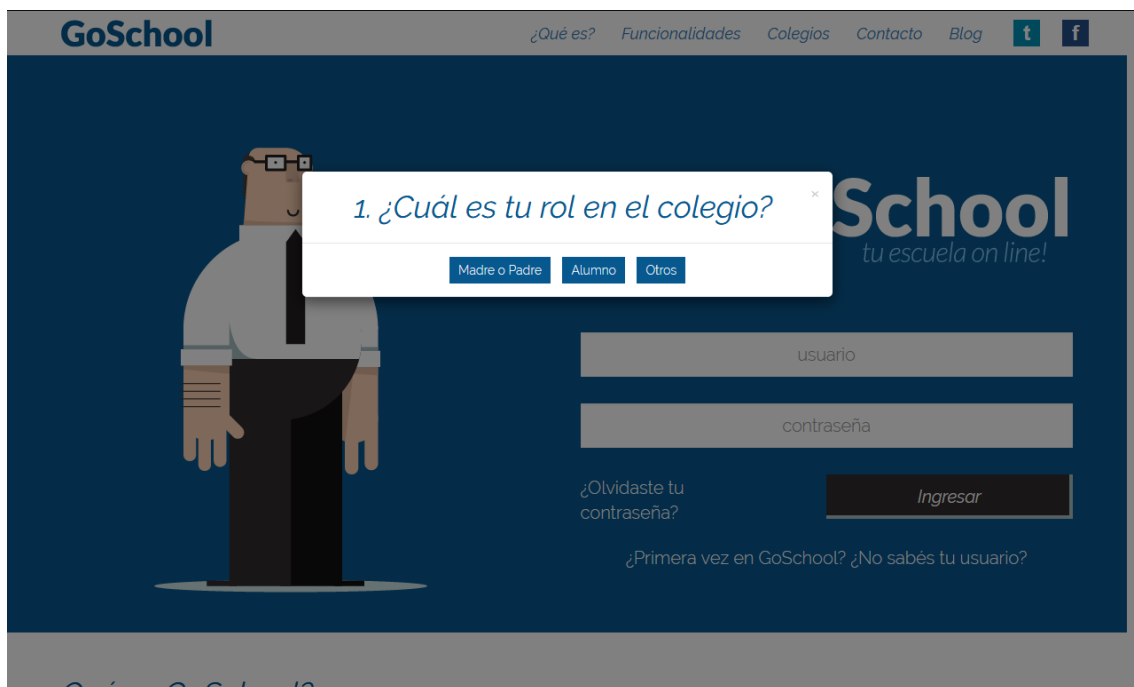 GoSchool
¿Qué es? Funcionalidades Colegios Contacto Blog t f
1. ¿Cuál es tu rol en el colegio? ×
Madre o Padre Alumno Otros
School
tu escuela on line!
usuario
contraseña
¿Olvidaste tu
contraseña?
Ingresar
¿Primera vez en GoSchool? ¿No sabés tu usuario?